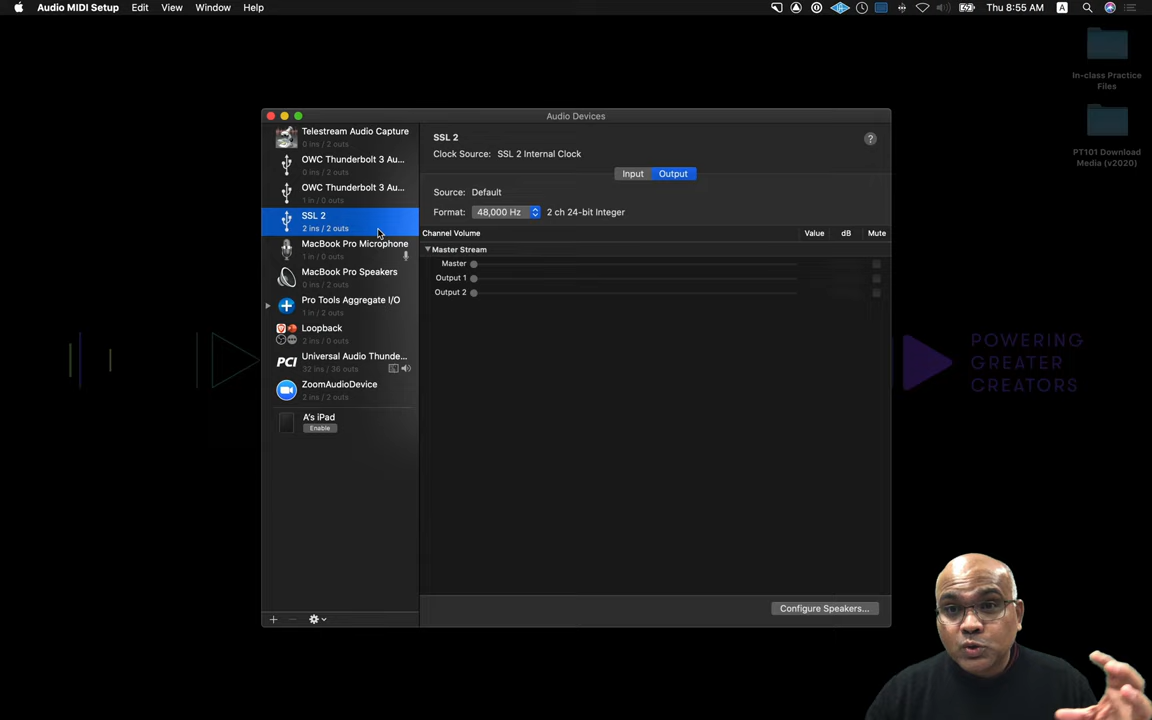 Audio MIDI Setup Edit View Window Help Thu 8:55 AM A
In-class Practice
Files
PT101 Download
Media (v2020)
Audio Devices
Telestream Audio Capture
0 ins / 2 outs
OWC Thunderbolt 3 Au...
0 ins / 2 outs
OWC Thunderbolt 3 Au...
1 in / 0 outs
SSL 2
2 ins / 2 outs
MacBook Pro Microphone
1 in / 0 outs
MacBook Pro Speakers
0 ins / 2 outs
Pro Tools Aggregate I/O
1 in / 2 outs
Loopback
2 ins / 0 outs
PCI
Universal Audio Thunde...
32 ins / 36 outs
ZoomAudioDevice
2 ins / 2 outs
A's iPad
Enable
SSL 2
?
Clock Source: SSL 2 Internal Clock
Input Output
Source: Default
Format: 48,000 Hz 2 ch 24-bit Integer
Channel Volume Value dB Mute
Master Stream
Master
Output 1
Output 2
Configure Speakers...
POWERING
GREATER
CREATORS